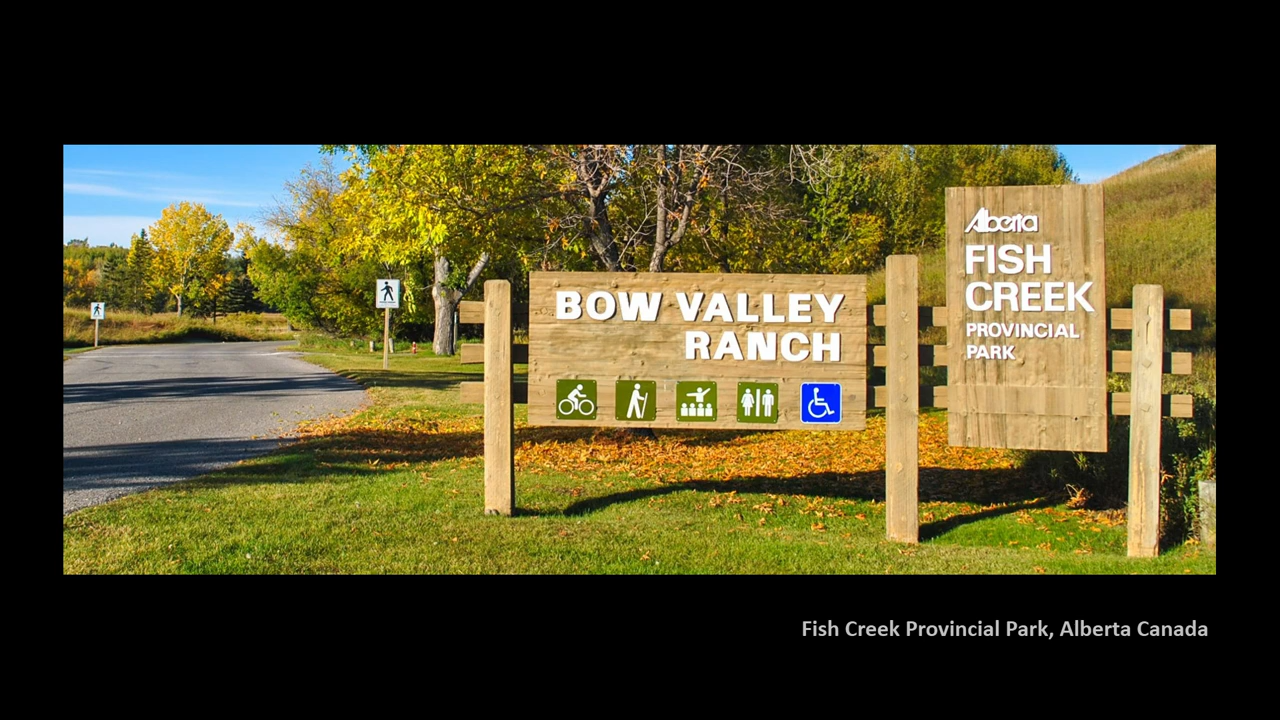 BOW VALLEY
RANCH
Alberta
FISH
CREEK
PROVINCIAL
PARK
Fish Creek Provincial Park, Alberta Canada